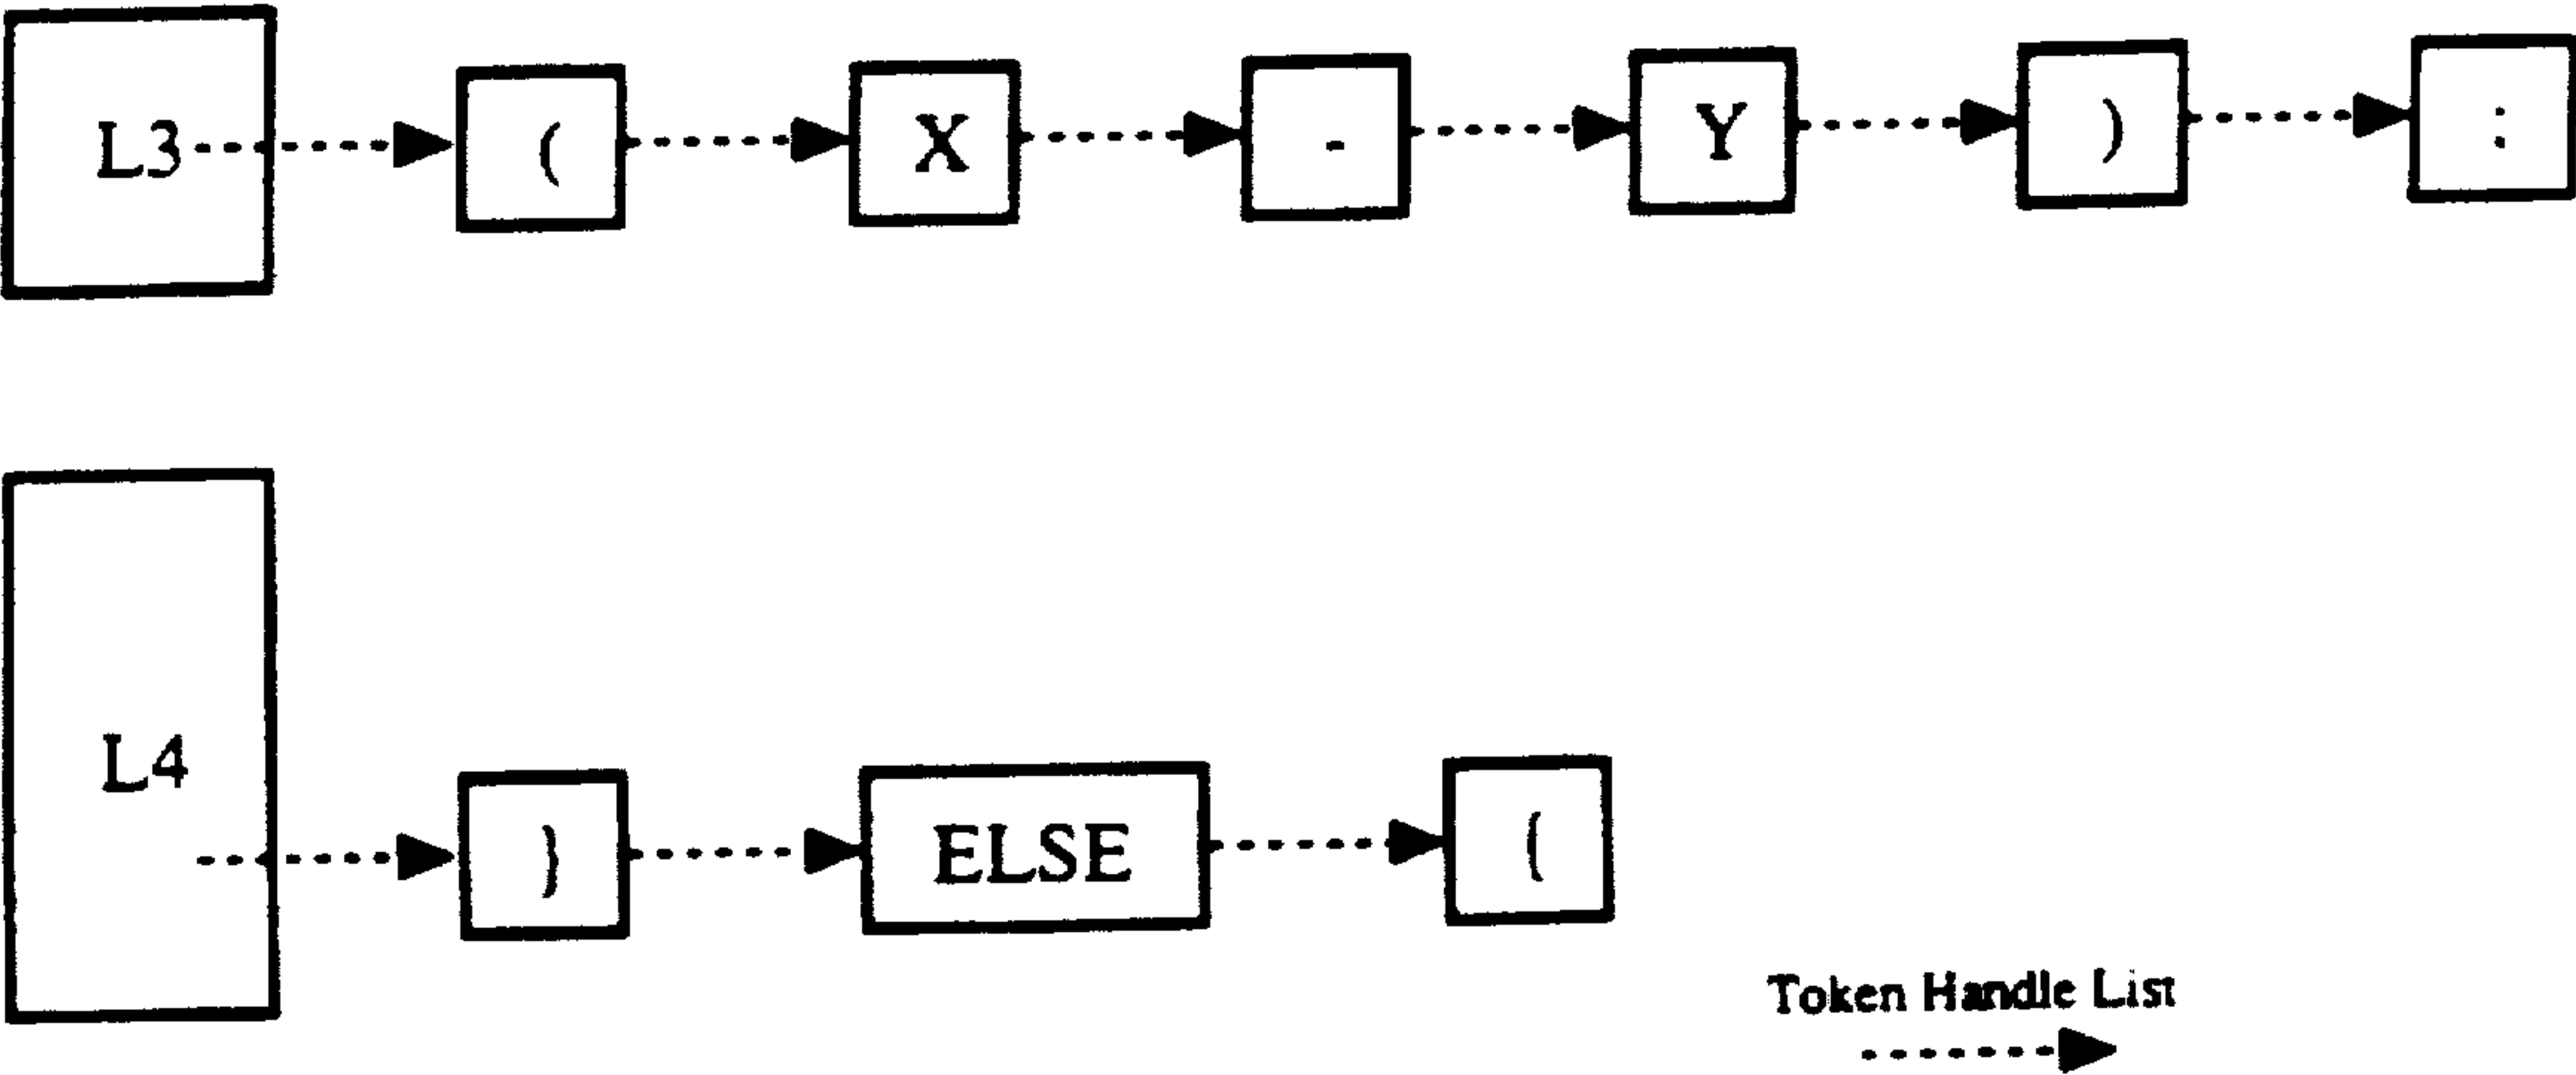 L3 ( X - Y ) :
L4 } ELSE {
Token Handle List